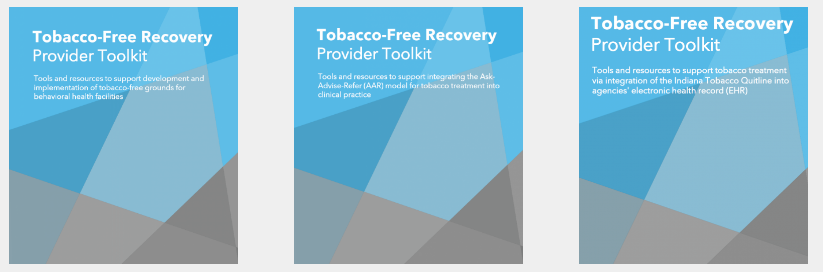 Tobacco-Free Recovery
Provider Toolkit
Tools and resources to support development and
implementation of tobacco-free grounds for
behavioral health facilities
Tobacco-Free Recovery
Provider Toolkit
Tools and resources to support integrating the Ask-
Advise-Refer (AAR) model for tobacco treatment into
clinical practice
Tobacco-Free Recovery
Provider Toolkit
Tools and resources to support tobacco treatment
via integration of the Indiana Tobacco Quitline into
agencies' electronic health record (EHR)